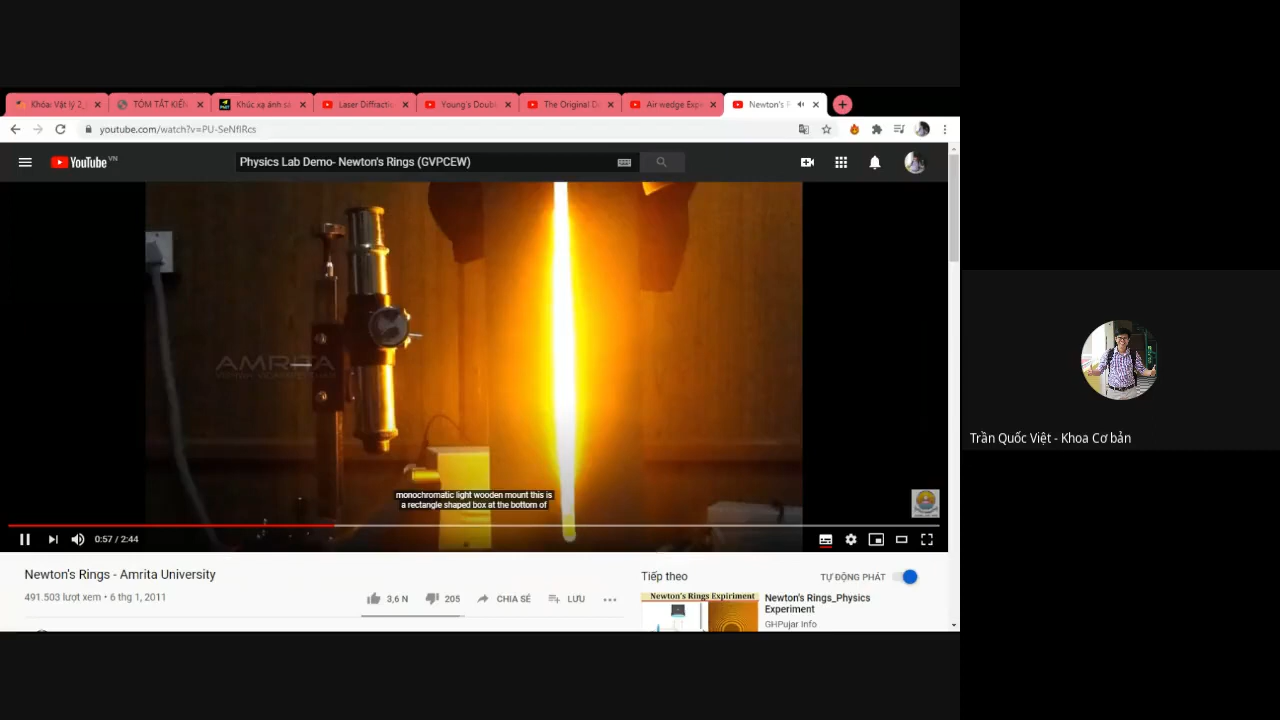 Khóa: Vật lý 2_
TÓM TẮT KIẾN
Khúc xạ ánh sá
Laser Diffractio
Young's Doub
The Original D
Air wedge Exp
Newton's R
youtube.com/watch?v=PU-SeNfIRcs
YouTube VN
Physics Lab Demo- Newton's Rings (GVPCEW)
AMRITA
monochromatic light wooden mount this is
a rectangle shaped box at the bottom of
0:57 / 2:44
Newton's Rings - Amrita University
491.503 lượt xem • 6 thg 1, 2011
3,6 N
205
CHIA SẺ
LƯU
Tiếp theo
TỰ ĐỘNG PHÁT
Newton's Rings Expiriment
Newton's Rings_Physics
Experiment
GHPujar Info
Trần Quốc Việt - Khoa Cơ bản